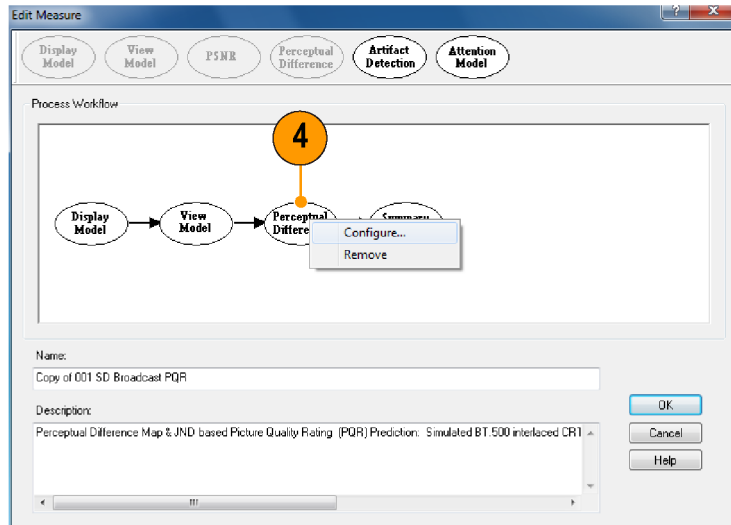 Edit Measure
Display
Model
View
Model
PSNR
Perceptual
Difference
Artifact
Detection
Attention
Model
Process Workflow
4
Display
Model
View
Model
Perceptual
Summary
Configure...
Remove
Name:
Copy of 001 SD Broadcast PQR
Description:
Perceptual Difference Map & JND based Picture Quality Rating (PQR) Prediction: Simulated BT.500 interlaced CRT
OK
Cancel
Help